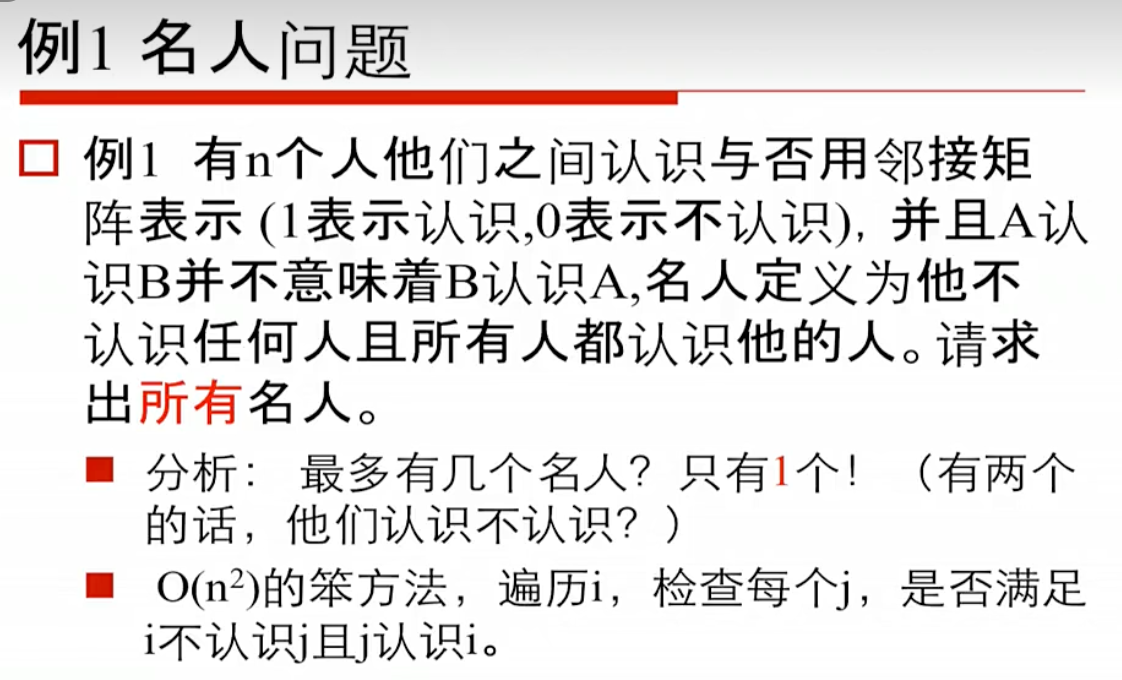 例1 名人问题
例1 有n个人他们之间认识与否用邻接矩
阵表示 (1表示认识,0表示不认识)，并且A认
识B并不意味着B认识A,名人定义为他不
认识任何人且所有人都认识他的人。请求
出所有名人。
分析： 最多有几个名人？只有1个！（有两个
的话，他们认识不认识？）
O(n²)的笨方法，遍历i，检查每个j，是否满足
i不认识j且j认识i。